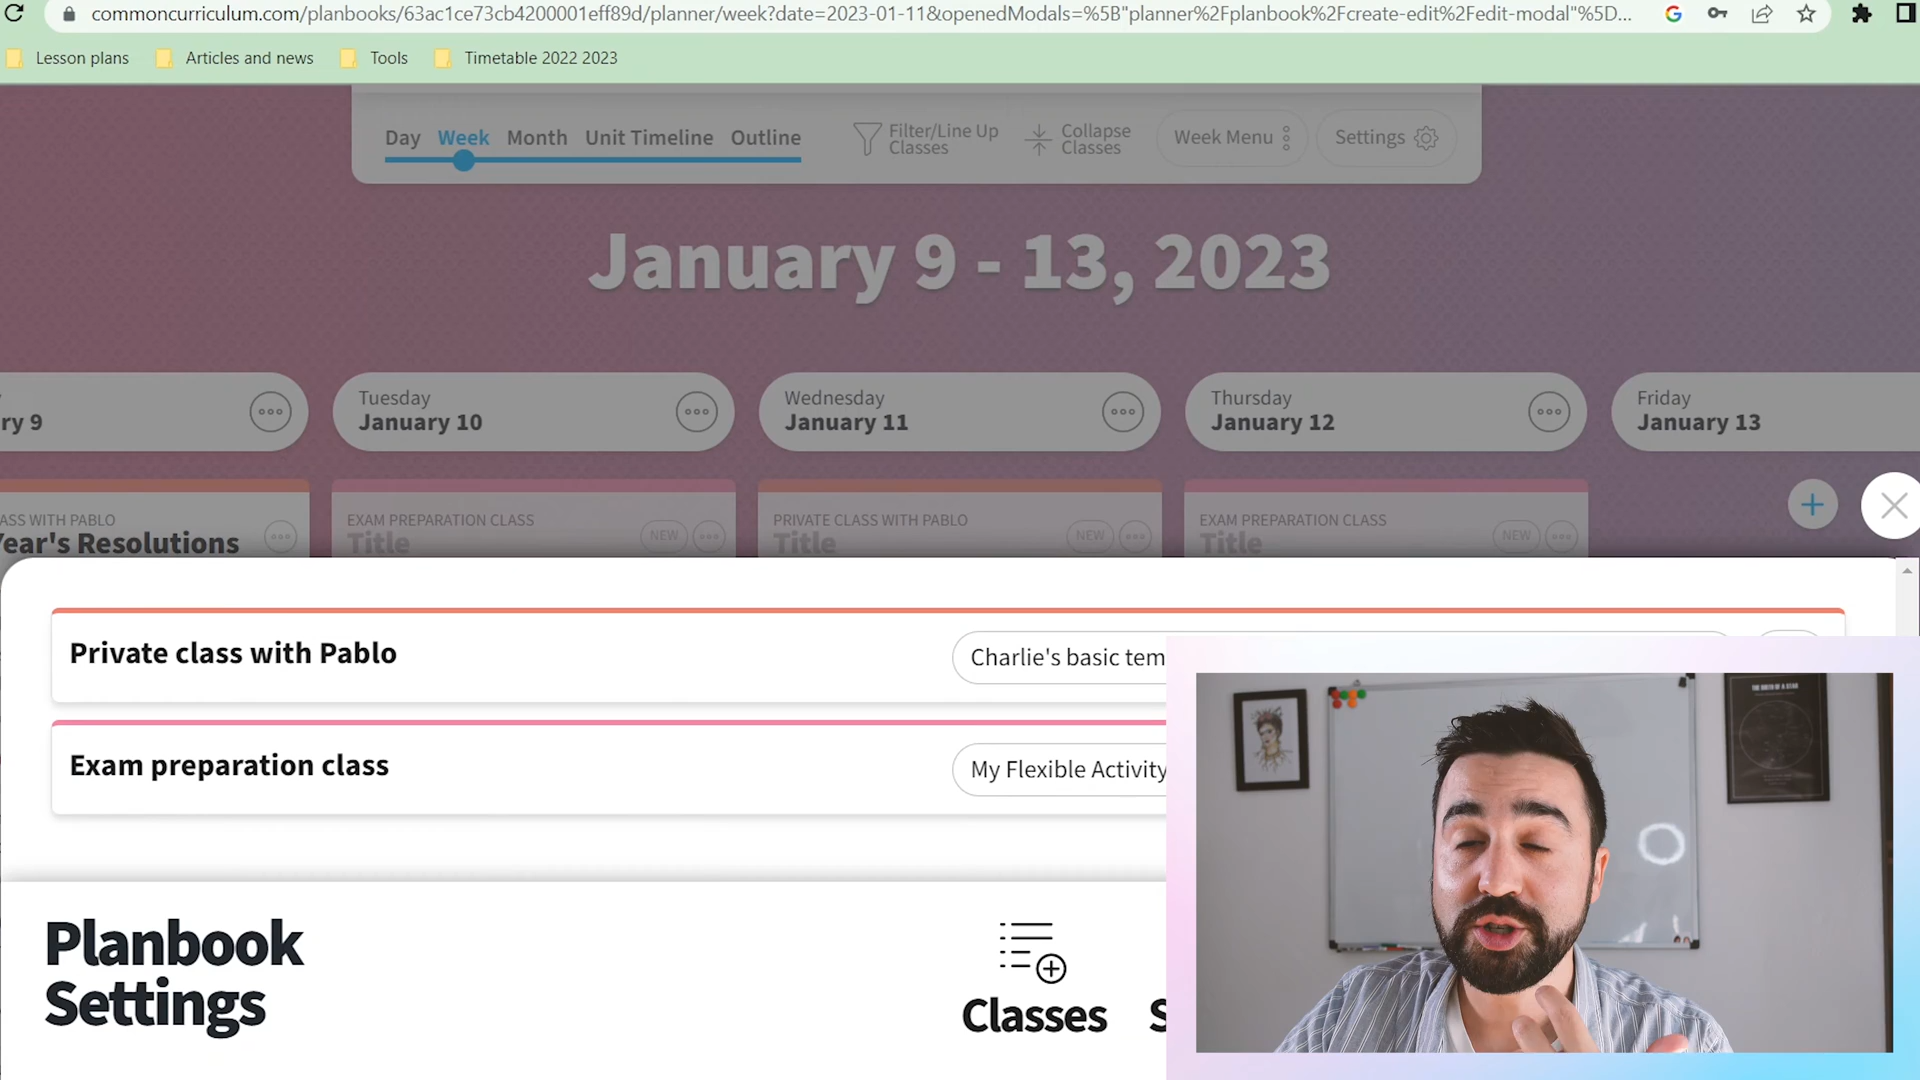 commoncurriculum.com/planbooks/63ac1ce73cb4200001eff89d/planner/week?date=2023-01-11&openedModals=%5B"planner%2Fplanbook%2Fcreate-edit%2Fedit-modal"%5D...
Lesson plans
Articles and news
Tools
Timetable 2022 2023
Day
Week
Month
Unit Timeline
Outline
Filter/Line Up
Classes
Collapse
Classes
Week Menu
Settings
January 9 - 13, 2023
ry 9
Tuesday
January 10
Wednesday
January 11
Thursday
January 12
Friday
January 13
ASS WITH PABLO
Year's Resolutions
EXAM PREPARATION CLASS
Title
NEW
PRIVATE CLASS WITH PABLO
Title
NEW
EXAM PREPARATION CLASS
Title
NEW
Private class with Pablo
Charlie's basic tem
Exam preparation class
My Flexible Activity
THE BIRTH OF A STAR
Planbook
Settings
Classes
S